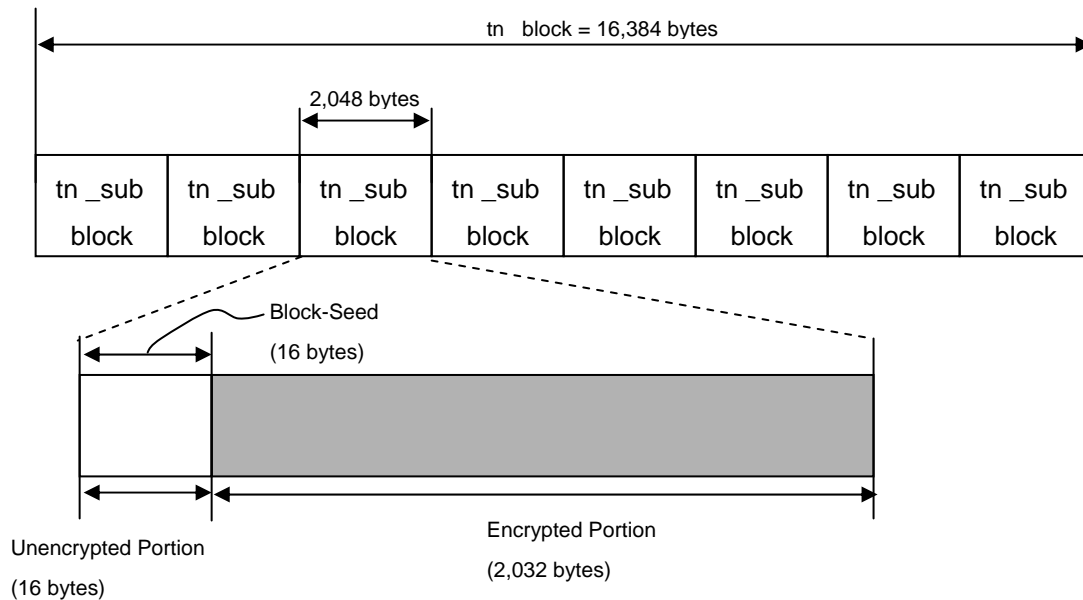 tn block = 16,384 bytes
2,048 bytes
tn _sub tn _sub tn _sub tn _sub tn _sub tn _sub tn _sub tn _sub
block block block block block block block block
Block-Seed
(16 bytes)
Unencrypted Portion
(16 bytes)
Encrypted Portion
(2,032 bytes)